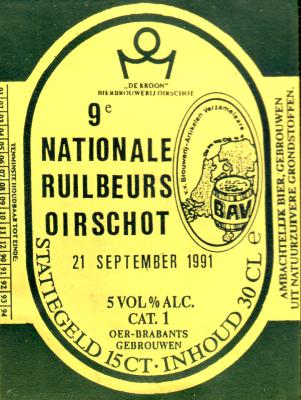 „DE KROON”
BIERBROUWERIJ OIRSCHOT
9e
NATIONALE
RUILBEURS
OIRSCHOT
21 SEPTEMBER 1991
5 VOL % ALC.
CAT. 1
OER-BRABANTS
GEBROUWEN
STATIEGELD 15CT · INHOUD 30 CL e
v.v. Brouwerij-Artikelen Verzamelaars
BAV
TENMINSTE HOUDBAAR TOT EINDE:
01 02 03 04 05 06 07 08 09 10 11 12 90 91 92 93 94
AMBACHTELIJK BIER, GEBROUWEN
UIT NATUURZUIVERE GRONDSTOFFEN.